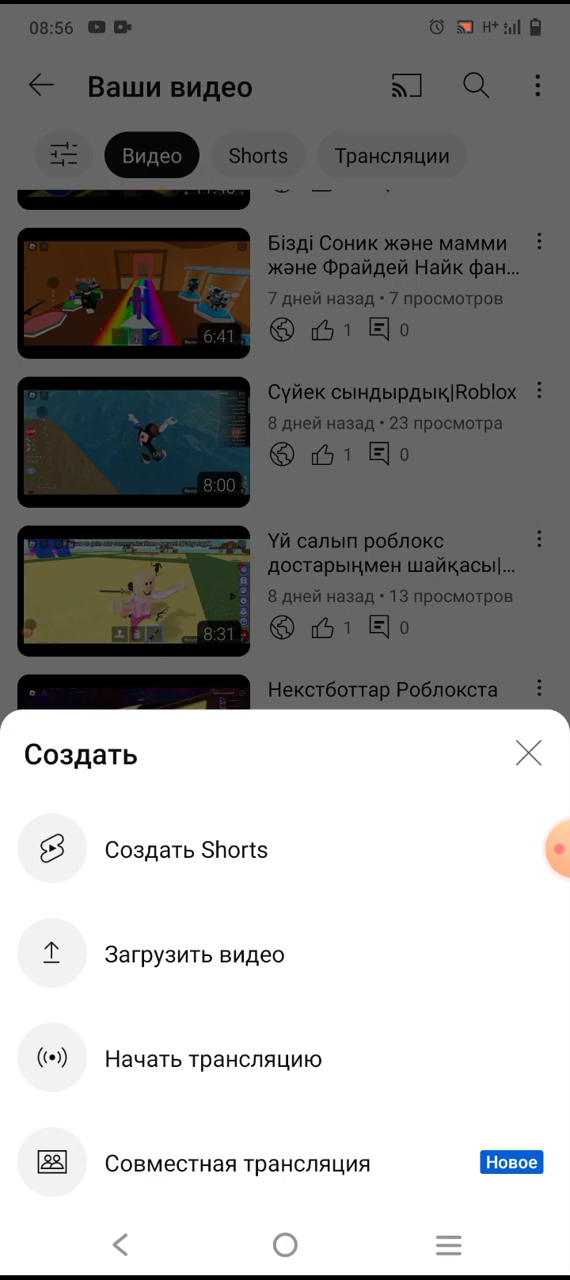 08:56
H+
Ваши видео
Видео
Shorts
Трансляции
Бізді Соник және мамми
және Фрайдей Найк фан...
7 дней назад • 7 просмотров
6:41
1
0
Сүйек сындырдық|Roblox
8 дней назад • 23 просмотра
1
0
8:00
Үй салып роблокс
достарыңмен шайқасы|...
8 дней назад • 13 просмотров
8:31
1
0
Некстботтар Роблокста
Создать
Создать Shorts
Загрузить видео
Начать трансляцию
Совместная трансляция
Новое